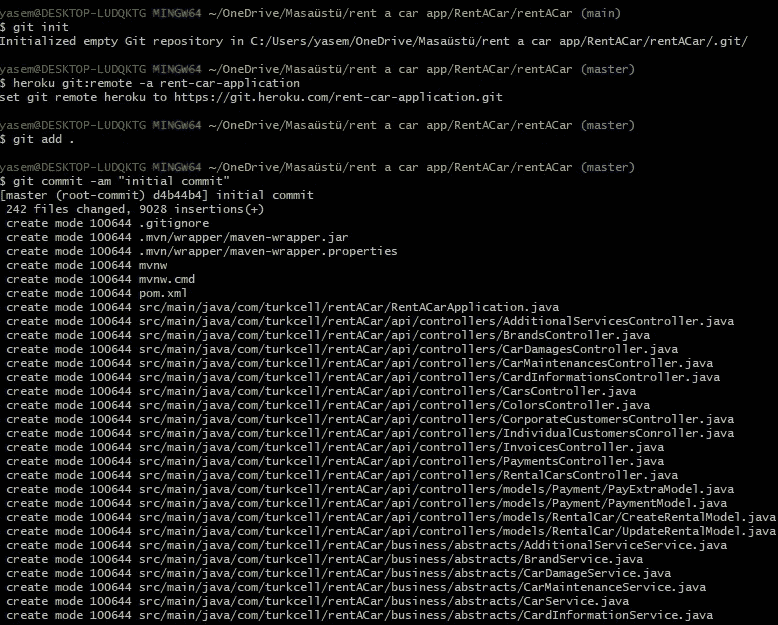 yasem@DESKTOP-LUDQKTG MINGW64 ~/OneDrive/Masaüstü/rent a car app/RentACar/rentACar (main)
$ git init
Initialized empty Git repository in C:/Users/yasem/OneDrive/Masaüstü/rent a car app/RentACar/rentACar/.git/
yasem@DESKTOP-LUDQKTG MINGW64 ~/OneDrive/Masaüstü/rent a car app/RentACar/rentACar (master)
$ heroku git:remote -a rent-car-application
set git remote heroku to https://git.heroku.com/rent-car-application.git
yasem@DESKTOP-LUDQKTG MINGW64 ~/OneDrive/Masaüstü/rent a car app/RentACar/rentACar (master)
$ git add .
yasem@DESKTOP-LUDQKTG MINGW64 ~/OneDrive/Masaüstü/rent a car app/RentACar/rentACar (master)
$ git commit -am "initial commit"
[master (root-commit) d4b44b4] initial commit
242 files changed, 9028 insertions(+)
create mode 100644 .gitignore
create mode 100644 .mvn/wrapper/maven-wrapper.jar
create mode 100644 .mvn/wrapper/maven-wrapper.properties
create mode 100644 mvnw
create mode 100644 mvnw.cmd
create mode 100644 pom.xml
create mode 100644 src/main/java/com/turkcell/rentACar/RentACarApplication.java
create mode 100644 src/main/java/com/turkcell/rentACar/api/controllers/AdditionalServicesController.java
create mode 100644 src/main/java/com/turkcell/rentACar/api/controllers/BrandsController.java
create mode 100644 src/main/java/com/turkcell/rentACar/api/controllers/CarDamagesController.java
create mode 100644 src/main/java/com/turkcell/rentACar/api/controllers/CarMaintenancesController.java
create mode 100644 src/main/java/com/turkcell/rentACar/api/controllers/CardInformationsController.java
create mode 100644 src/main/java/com/turkcell/rentACar/api/controllers/CarsController.java
create mode 100644 src/main/java/com/turkcell/rentACar/api/controllers/ColorsController.java
create mode 100644 src/main/java/com/turkcell/rentACar/api/controllers/CorporateCustomersController.java
create mode 100644 src/main/java/com/turkcell/rentACar/api/controllers/IndividualCustomersConroller.java
create mode 100644 src/main/java/com/turkcell/rentACar/api/controllers/InvoicesController.java
create mode 100644 src/main/java/com/turkcell/rentACar/api/controllers/PaymentsController.java
create mode 100644 src/main/java/com/turkcell/rentACar/api/controllers/RentalCarsController.java
create mode 100644 src/main/java/com/turkcell/rentACar/api/controllers/models/Payment/PayExtraModel.java
create mode 100644 src/main/java/com/turkcell/rentACar/api/controllers/models/Payment/PaymentModel.java
create mode 100644 src/main/java/com/turkcell/rentACar/api/controllers/models/RentalCar/CreateRentalModel.java
create mode 100644 src/main/java/com/turkcell/rentACar/api/controllers/models/RentalCar/UpdateRentalModel.java
create mode 100644 src/main/java/com/turkcell/rentACar/business/abstracts/AdditionalServiceService.java
create mode 100644 src/main/java/com/turkcell/rentACar/business/abstracts/BrandService.java
create mode 100644 src/main/java/com/turkcell/rentACar/business/abstracts/CarDamageService.java
create mode 100644 src/main/java/com/turkcell/rentACar/business/abstracts/CarMaintenanceService.java
create mode 100644 src/main/java/com/turkcell/rentACar/business/abstracts/CarService.java
create mode 100644 src/main/java/com/turkcell/rentACar/business/abstracts/CardInformationService.java